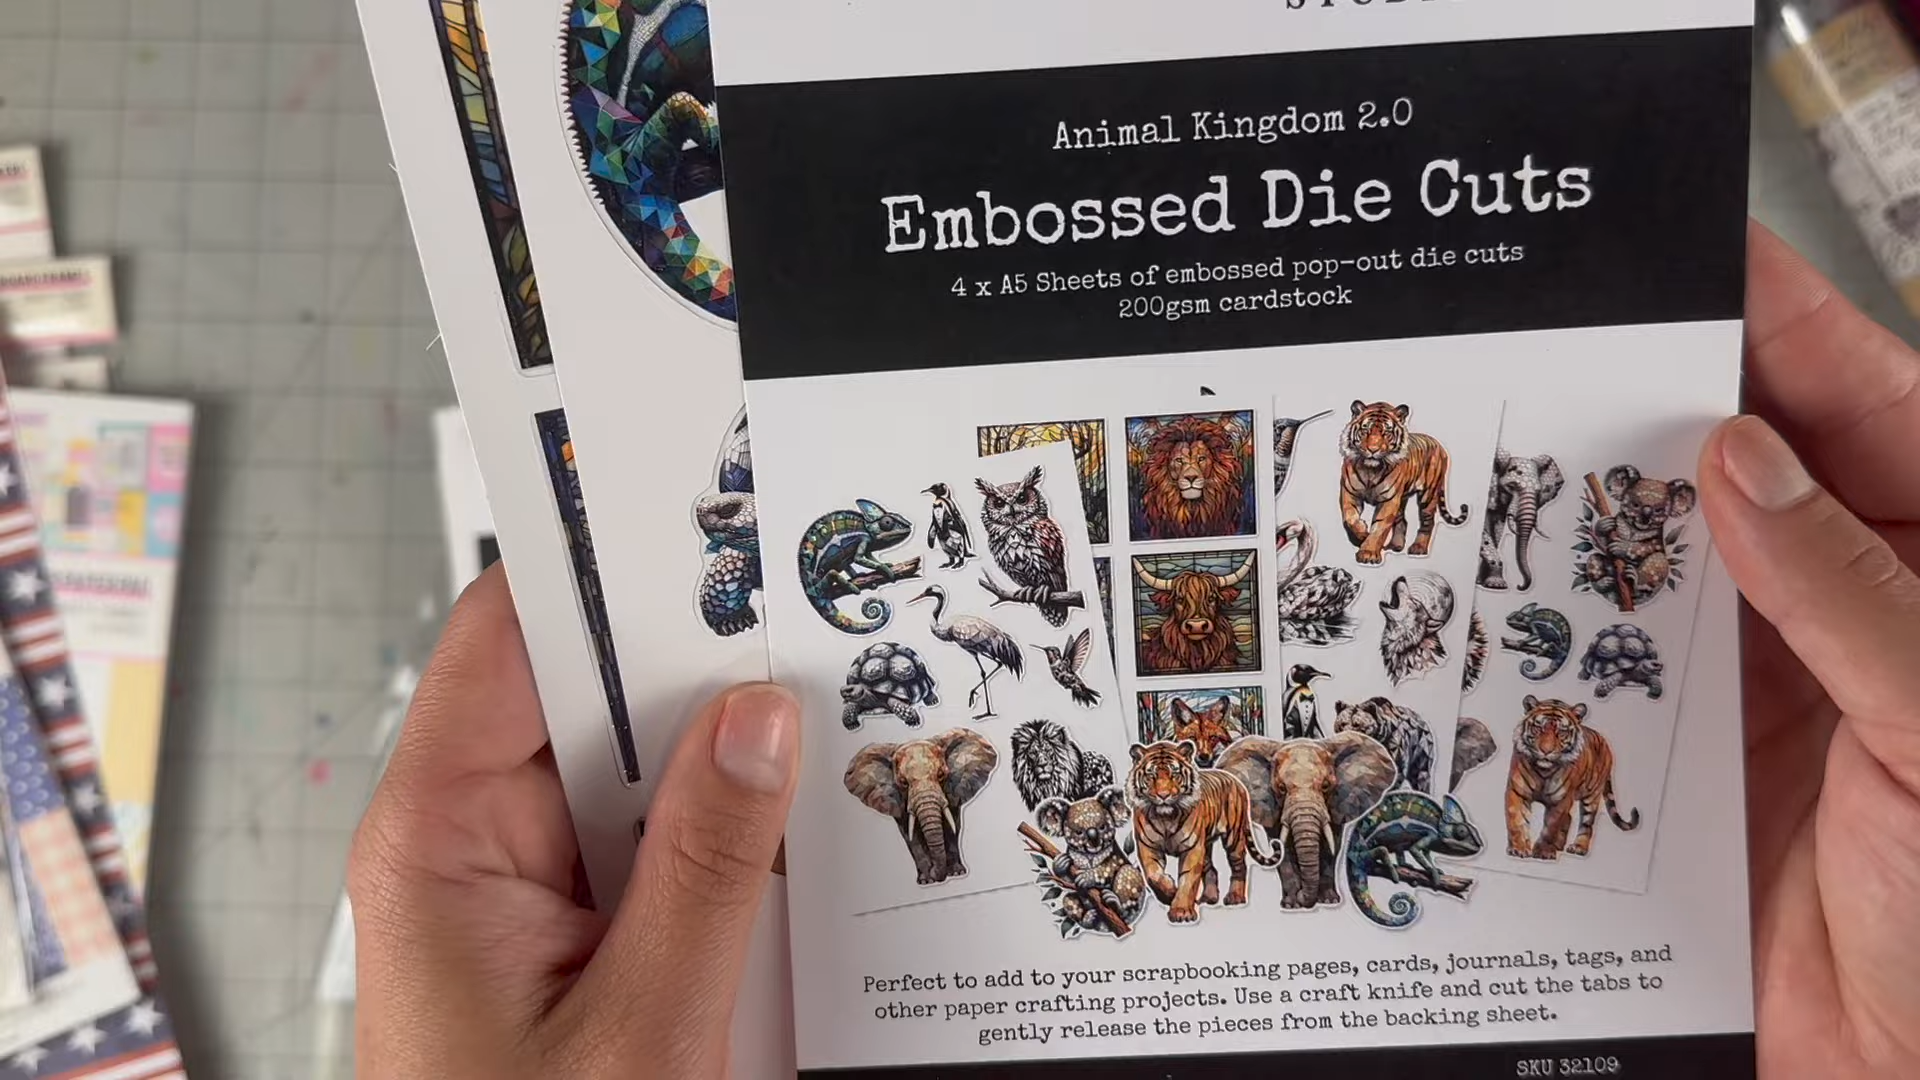 Animal Kingdom 2.0
Embossed Die Cuts
4 x A5 Sheets of embossed pop-out die cuts
200gsm cardstock
Perfect to add to your scrapbooking pages, cards, journals, tags, and
other paper crafting projects. Use a craft knife and cut the tabs to
gently release the pieces from the backing sheet.
SKU 32109